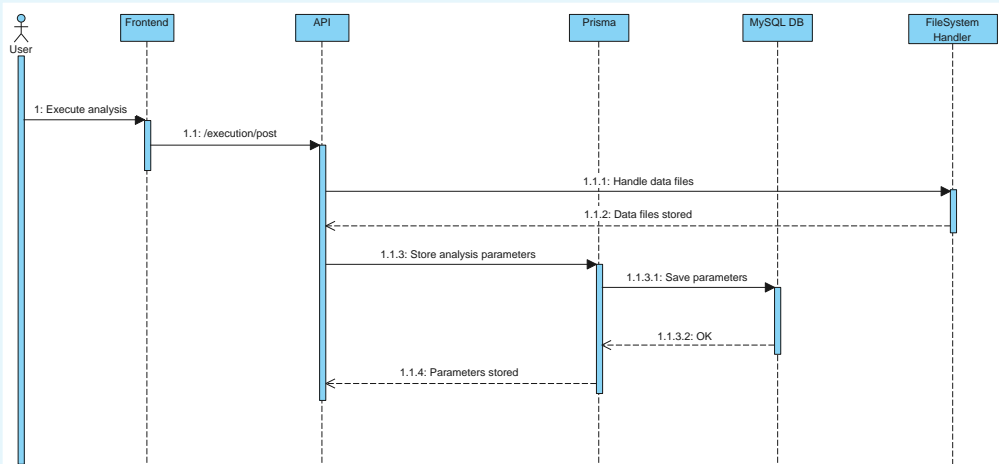 User
Frontend
API
Prisma
MySQL DB
FileSystem
Handler
1: Execute analysis
1.1: /execution/post
1.1.1: Handle data files
1.1.2: Data files stored
1.1.3: Store analysis parameters
1.1.3.1: Save parameters
1.1.3.2: OK
1.1.4: Parameters stored